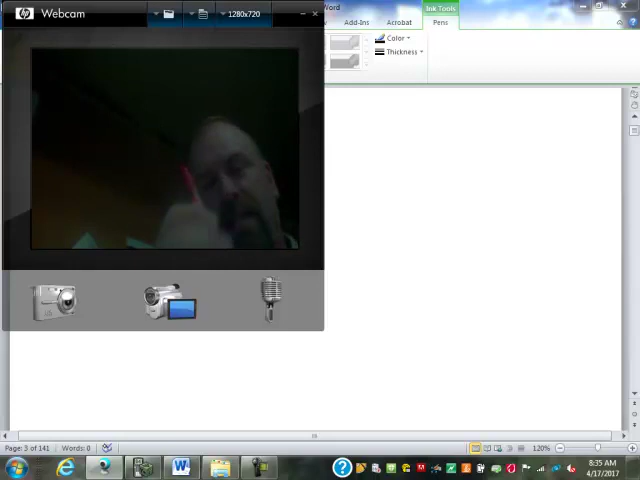 hp Webcam 1280x720
Word
Ink Tools
Add-Ins Acrobat Pens
Color
Thickness
Page: 3 of 141 Words: 0 120%
W
8:35 AM
4/17/2017